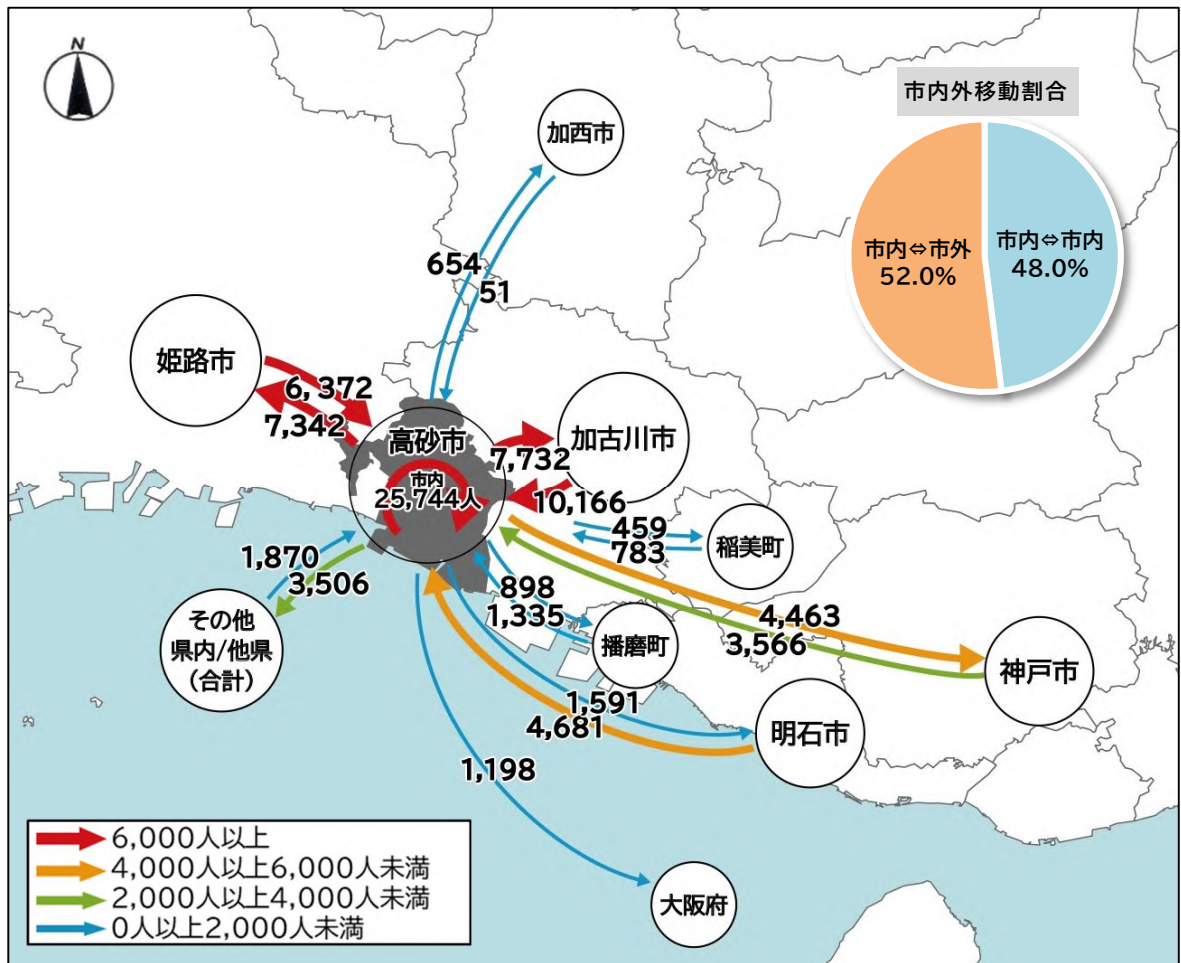 N
市内外移動割合
市内⇔市外
52.0%
市内⇔市内
48.0%
加西市
654
51
姫路市
6,372
7,342
高砂市
市内
25,744人
加古川市
7,732
10,166
稲美町
459
783
1,870
3,506
その他
県内/他県
(合計)
898
1,335
播磨町
4,463
3,566
神戸市
1,591
4,681
明石市
1,198
大阪府
6,000人以上
4,000人以上6,000人未満
2,000人以上4,000人未満
0人以上2,000人未満